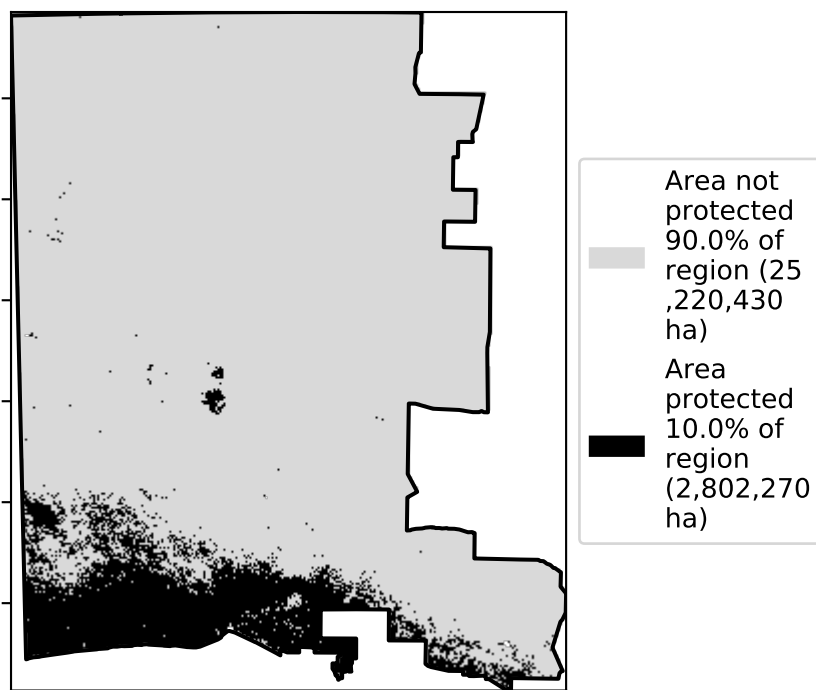 Area not
protected
90.0% of
region (25
,220,430
ha)
Area
protected
10.0% of
region
(2,802,270
ha)